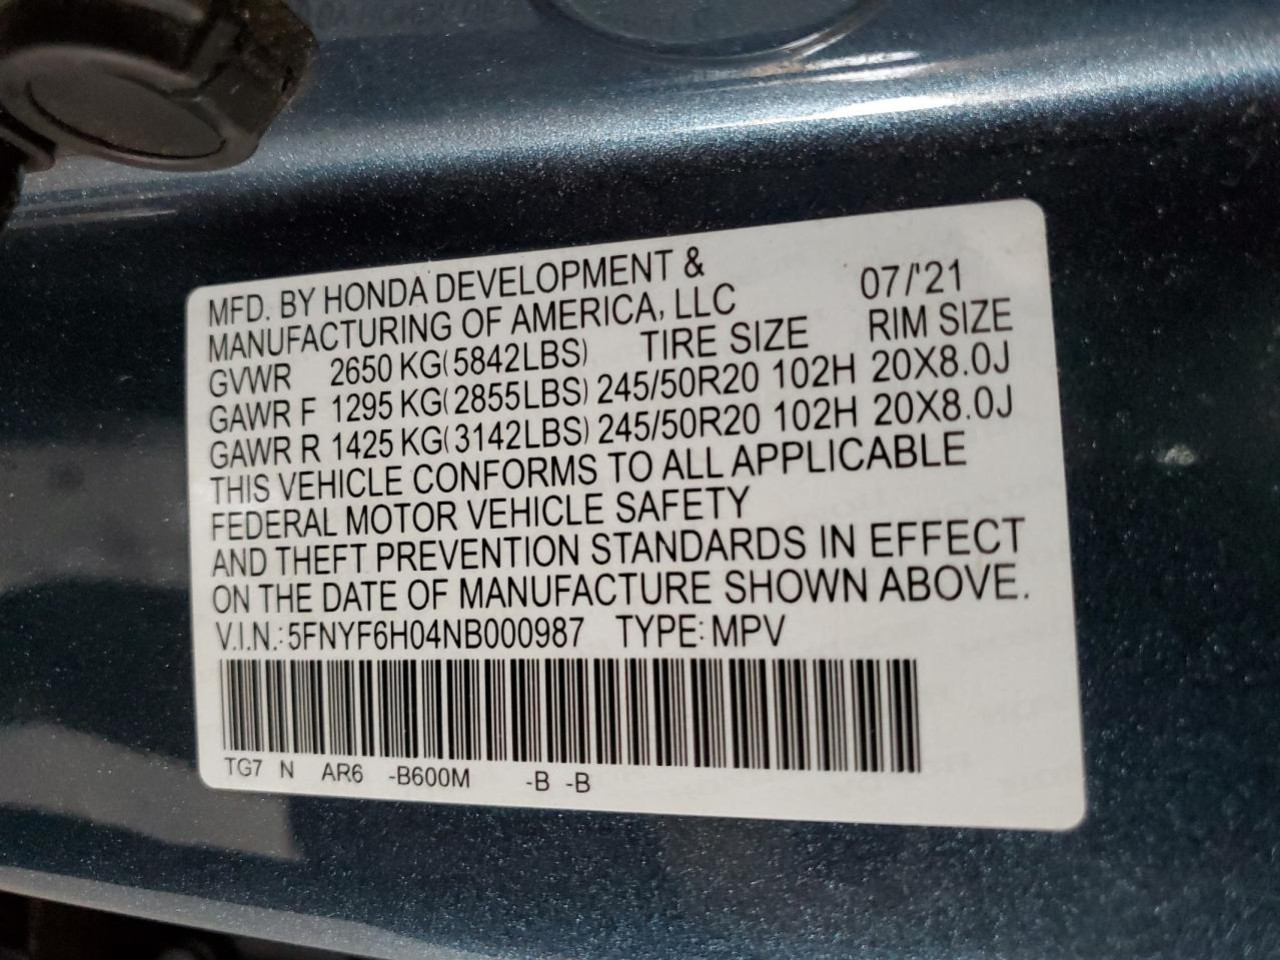 MFD. BY HONDA DEVELOPMENT &
MANUFACTURING OF AMERICA, LLC 07/'21
GVWR 2650 KG(5842LBS) TIRE SIZE RIM SIZE
GAWR F 1295 KG(2855LBS) 245/50R20 102H 20X8.0J
GAWR R 1425 KG(3142LBS) 245/50R20 102H 20X8.0J
THIS VEHICLE CONFORMS TO ALL APPLICABLE
FEDERAL MOTOR VEHICLE SAFETY
AND THEFT PREVENTION STANDARDS IN EFFECT
ON THE DATE OF MANUFACTURE SHOWN ABOVE.
V.I.N.: 5FNYF6H04NB000987 TYPE: MPV
TG7 N AR6 -B600M -B -B